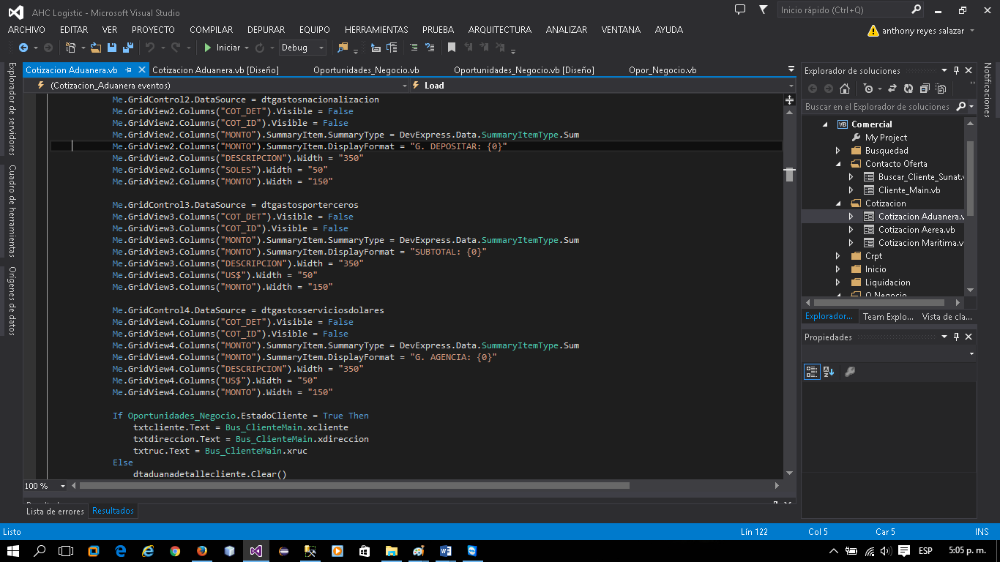 AHC Logistic - Microsoft Visual Studio
Inicio rápido (Ctrl+Q)
ARCHIVO EDITAR VER PROYECTO COMPILAR DEPURAR EQUIPO HERRAMIENTAS PRUEBA ARQUITECTURA ANALIZAR VENTANA AYUDA
anthony reyes salazar
Iniciar Debug
Explorador de servidores
Cuadro de herramientas
Orígenes de datos
Cotizacion Aduanera.vb Cotizacion Aduanera.vb [Diseño] Oportunidades_Negocio.vb Oportunidades_Negocio.vb [Diseño] Opor_Negocio.vb
(Cotizacion_Aduanera eventos) Load
Me.GridControl2.DataSource = dtgastosnacionalizacion
Me.GridView2.Columns("COT_DET").Visible = False
Me.GridView2.Columns("COT_ID").Visible = False
Me.GridView2.Columns("MONTO").SummaryItem.SummaryType = DevExpress.Data.SummaryItemType.Sum
Me.GridView2.Columns("MONTO").SummaryItem.DisplayFormat = "G. DEPOSITAR: {0}"
Me.GridView2.Columns("DESCRIPCION").Width = "350"
Me.GridView2.Columns("SOLES").Width = "50"
Me.GridView2.Columns("MONTO").Width = "150"
Me.GridControl3.DataSource = dtgastosporterceros
Me.GridView3.Columns("COT_DET").Visible = False
Me.GridView3.Columns("COT_ID").Visible = False
Me.GridView3.Columns("MONTO").SummaryItem.SummaryType = DevExpress.Data.SummaryItemType.Sum
Me.GridView3.Columns("MONTO").SummaryItem.DisplayFormat = "SUBTOTAL: {0}"
Me.GridView3.Columns("DESCRIPCION").Width = "350"
Me.GridView3.Columns("US$").Width = "50"
Me.GridView3.Columns("MONTO").Width = "150"
Me.GridControl4.DataSource = dtgastosserviciosdolares
Me.GridView4.Columns("COT_DET").Visible = False
Me.GridView4.Columns("COT_ID").Visible = False
Me.GridView4.Columns("MONTO").SummaryItem.SummaryType = DevExpress.Data.SummaryItemType.Sum
Me.GridView4.Columns("MONTO").SummaryItem.DisplayFormat = "G. AGENCIA: {0}"
Me.GridView4.Columns("DESCRIPCION").Width = "350"
Me.GridView4.Columns("US$").Width = "50"
Me.GridView4.Columns("MONTO").Width = "150"
If Oportunidades_Negocio.EstadoCliente = True Then
txtcliente.Text = Bus_ClienteMain.xcliente
txtdireccion.Text = Bus_ClienteMain.xdireccion
txtruc.Text = Bus_ClienteMain.xruc
Else
dtaduanadetallecliente.Clear()
100 %
Lista de errores Resultados
Explorador de soluciones
Buscar en el Explorador de soluciones
Comercial
My Project
Busquedad
Contacto Oferta
Buscar_Cliente_Sunat.v
Cliente_Main.vb
Cotizacion
Cotizacion Aduanera.v
Cotizacion Aerea.vb
Cotizacion Maritima.v
Crpt
Inicio
Liquidacion
O Negocio
Explorador... Team Explo... Vista de cla...
Propiedades
Notificaciones
Listo Lín 122 Col 5 Car 5 INS
ESP 5:05 p. m.